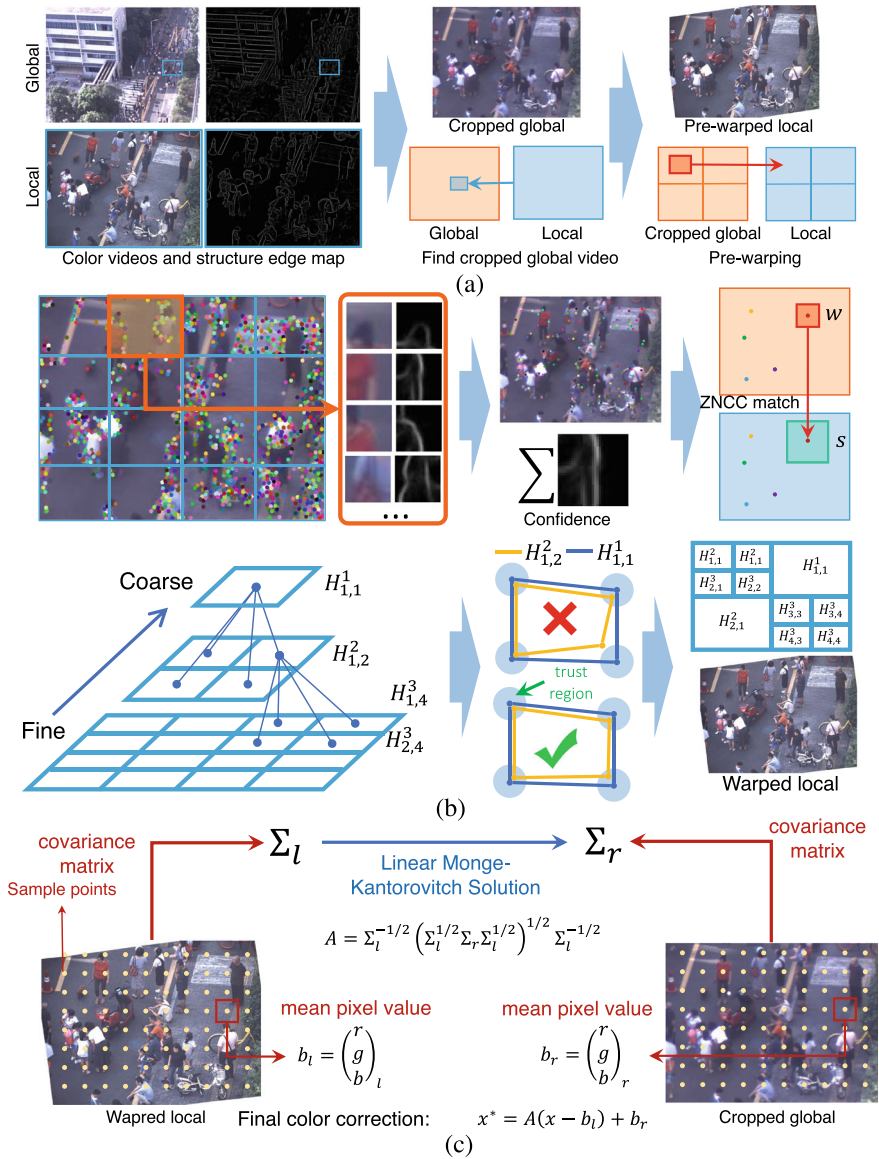 Global
Local
Color videos and structure edge map
Cropped global
Global
Local
Find cropped global video
Pre-warped local
Cropped global
Local
Pre-warping
(a)
...
∑
Confidence
w
ZNCC match
s
Coarse
Fine
H^1_{1,1}
H^2_{1,2}
H^3_{1,4}
H^3_{2,4}
H^2_{1,2} H^1_{1,1}
trust
region
H^2_{1,1} H^2_{1,1} H^1_{1,1}
H^3_{2,1} H^3_{2,2}
H^2_{2,1} H^3_{3,3} H^3_{3,4}
H^3_{4,3} H^3_{4,4}
Warped local
(b)
covariance
matrix
Sample points
Σ_l
Linear Monge-
Kantorovitch Solution
Σ_r
covariance
matrix
A = Σ_l^{-1/2} (Σ_l^{1/2} Σ_r Σ_l^{1/2})^{1/2} Σ_l^{-1/2}
mean pixel value
b_l = (r g b)_l
mean pixel value
b_r = (r g b)_r
Wapred local
Final color correction: x* = A(x − b_l) + b_r
Cropped global
(c)